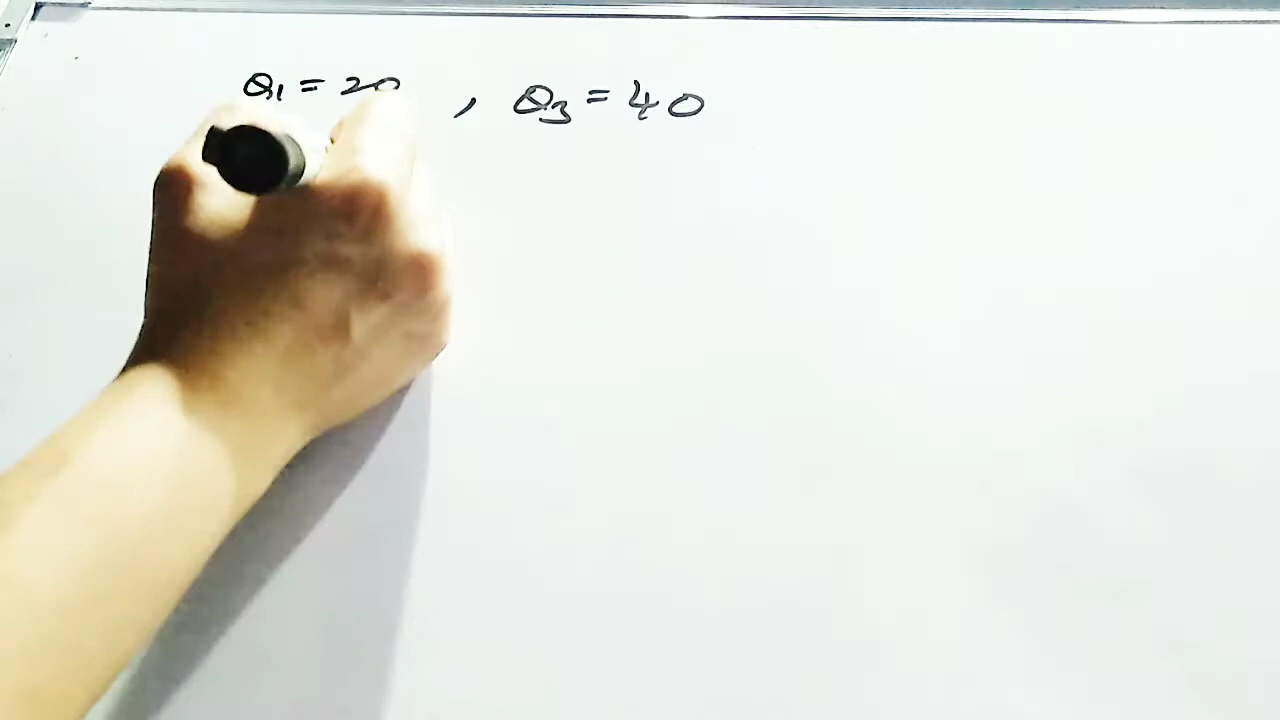 Q₁ = 20 , Q₃ = 40